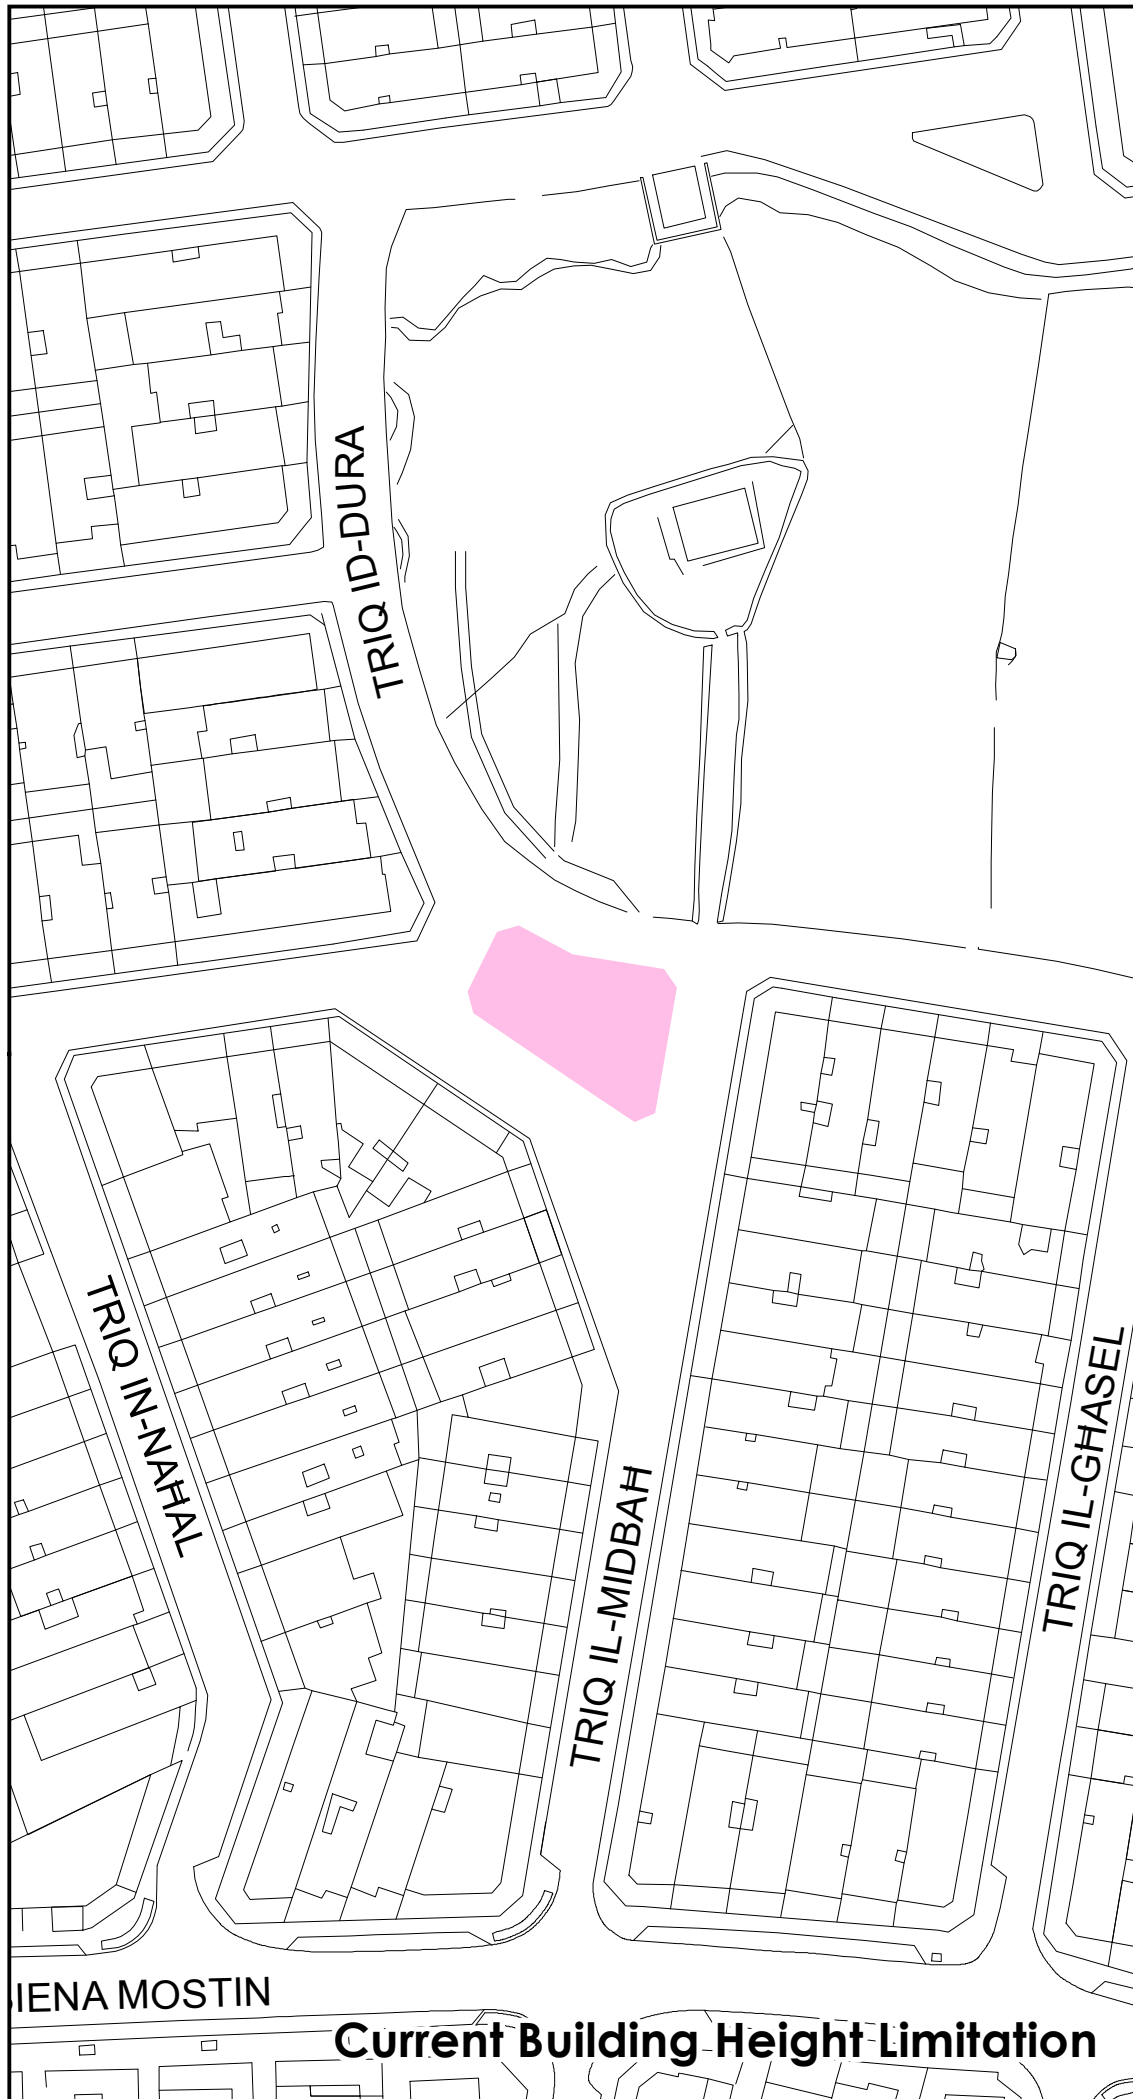 TRIQ ID-DURA
TRIQ IN-NAĦAL
TRIQ IL-MIDBAĦ
TRIQ IL-GĦASEL
IENA MOSTIN
Current Building Height Limitation